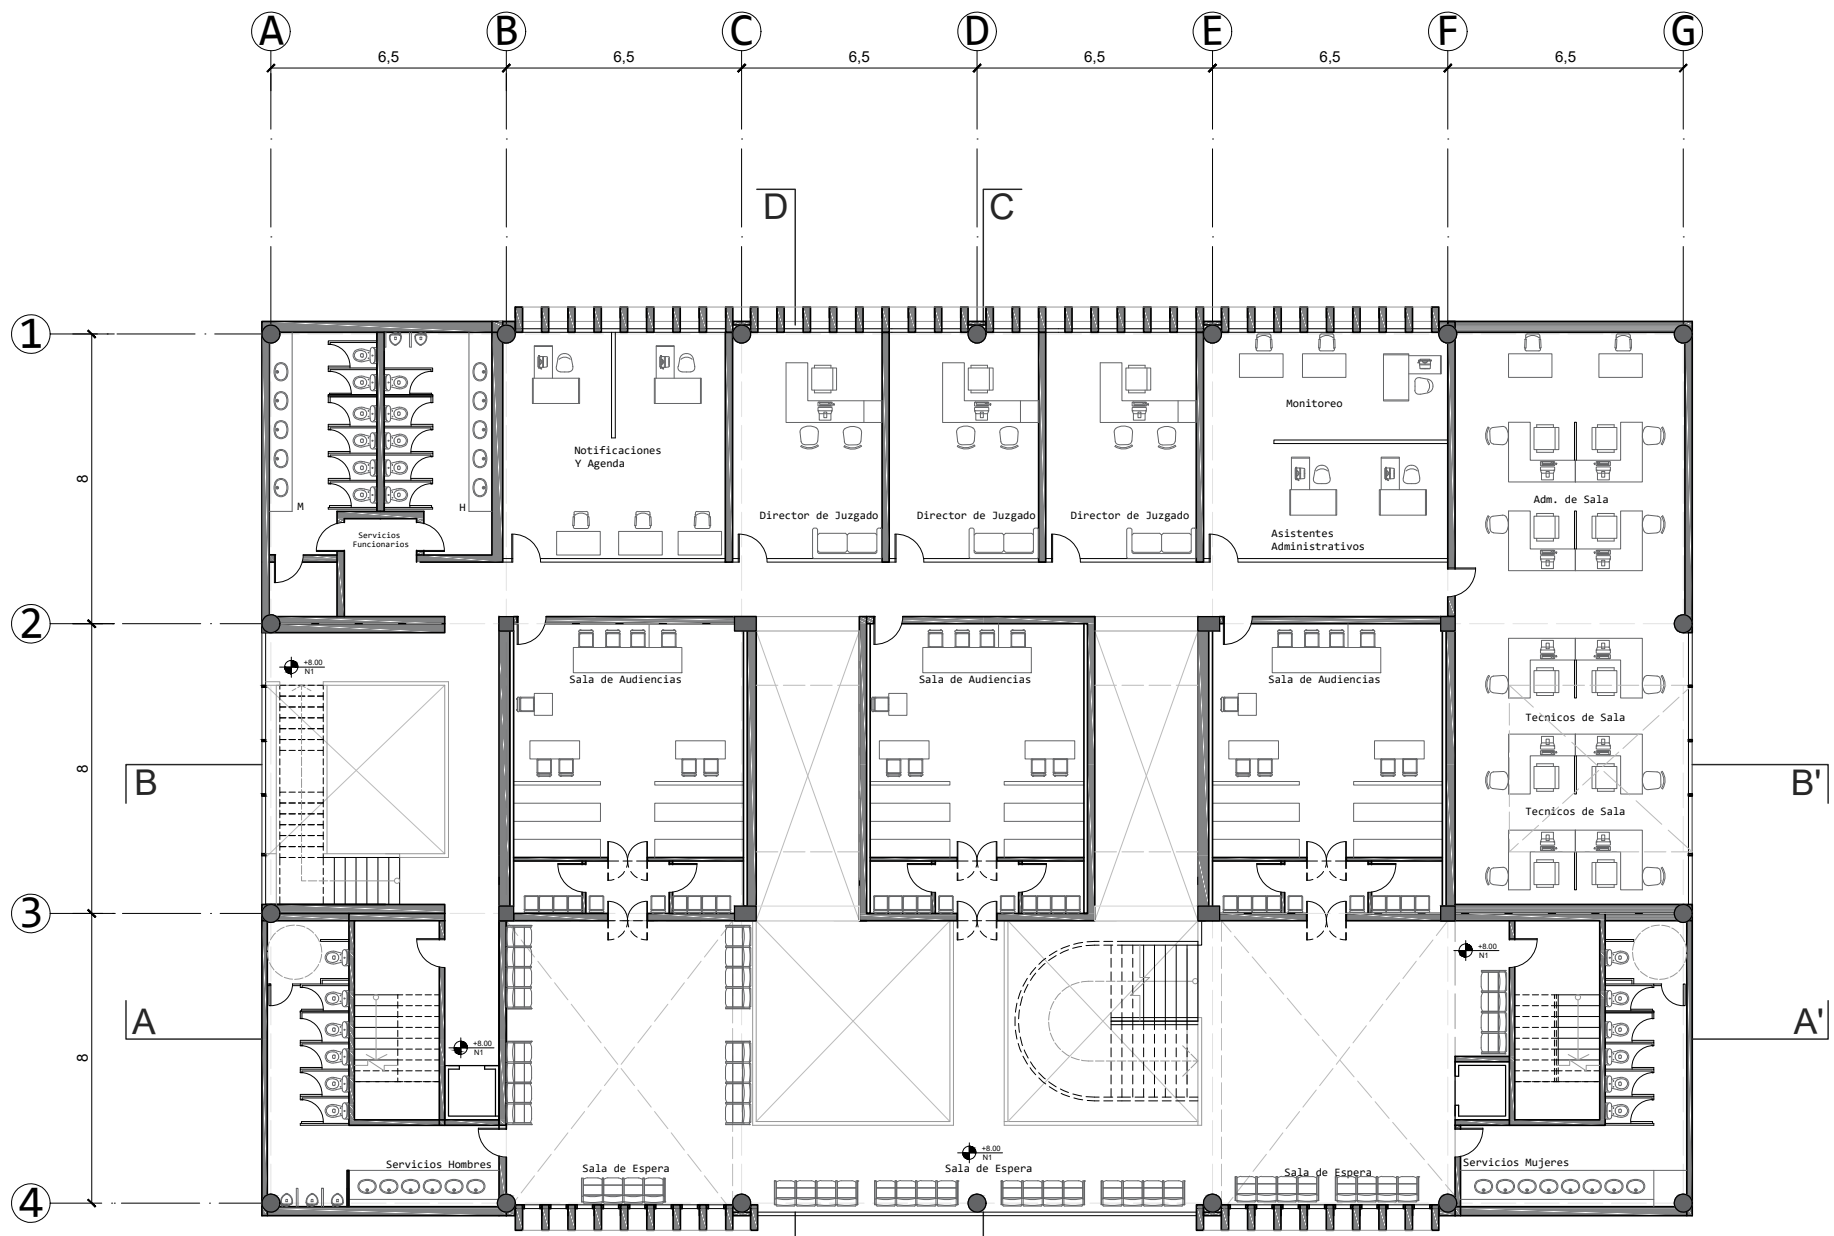 A B C D E F G
6,5 6,5 6,5 6,5 6,5 6,5
D C
1
M H
Servicios
Funcionarios
Notificaciones
Y Agenda
Director de Juzgado Director de Juzgado Director de Juzgado
Monitoreo
Asistentes
Administrativos
Adm. de Sala
8
2
+8.00
N1
Sala de Audiencias Sala de Audiencias Sala de Audiencias
Tecnicos de Sala
Tecnicos de Sala
8
B B'
3
+8.00
N1
A A'
+8.00
N1
8
+8.00
N1
Servicios Hombres
Sala de Espera Sala de Espera Sala de Espera
Servicios Mujeres
4